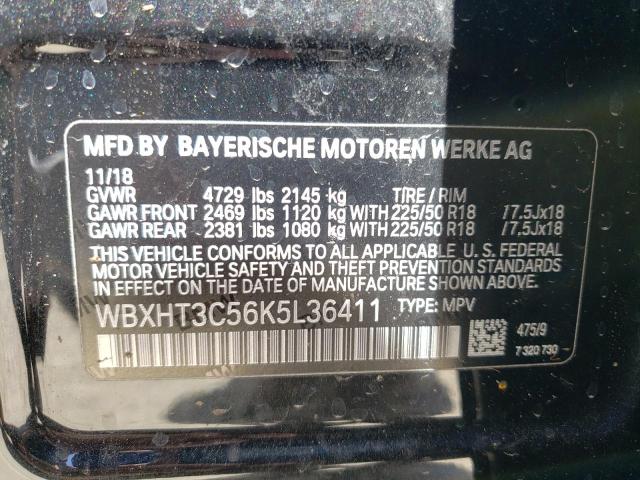 MFD BY BAYERISCHE MOTOREN WERKE AG
11/18
GVWR 4729 lbs 2145 kg TIRE / RIM
GAWR FRONT 2469 lbs 1120 kg WITH 225/50 R18 /7.5Jx18
GAWR REAR 2381 lbs 1080 kg WITH 225/50 R18 /7.5Jx18
THIS VEHICLE CONFORMS TO ALL APPLICABLE U. S. FEDERAL
MOTOR VEHICLE SAFETY AND THEFT PREVENTION STANDARDS
IN EFFECT ON THE DATE OF MANUFACTURE SHOWN ABOVE.
WBXHT3C56K5L36411 TYPE: MPV
475/9
7 320 730